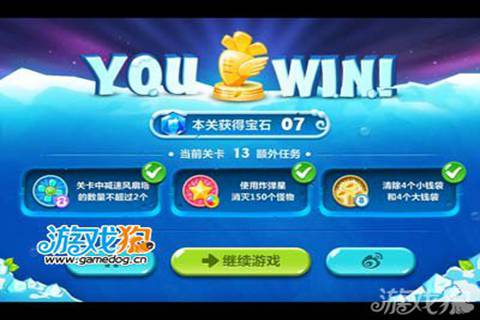 YOU WIN!
本关获得宝石 07
当前关卡 13 额外任务
关卡中减速风扇塔
的数量不超过2个
使用炸弹星
消灭150个怪物
清除4个小钱袋
和4个大钱袋
游戏狗
www.gamedog.cn
继续游戏
游戏狗